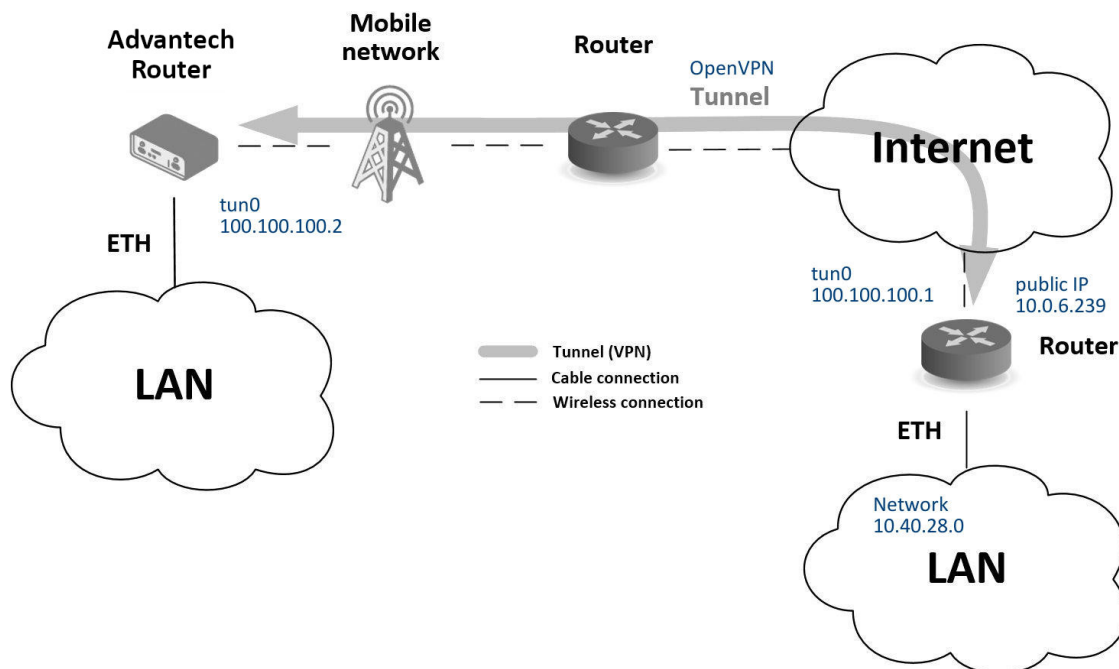 Advantech
Router
Mobile
network
Router
OpenVPN
Tunnel
Internet
tun0
100.100.100.2
ETH
LAN
tun0
100.100.100.1
public IP
10.0.6.239
Router
Tunnel (VPN)
Cable connection
Wireless connection
ETH
Network
10.40.28.0
LAN